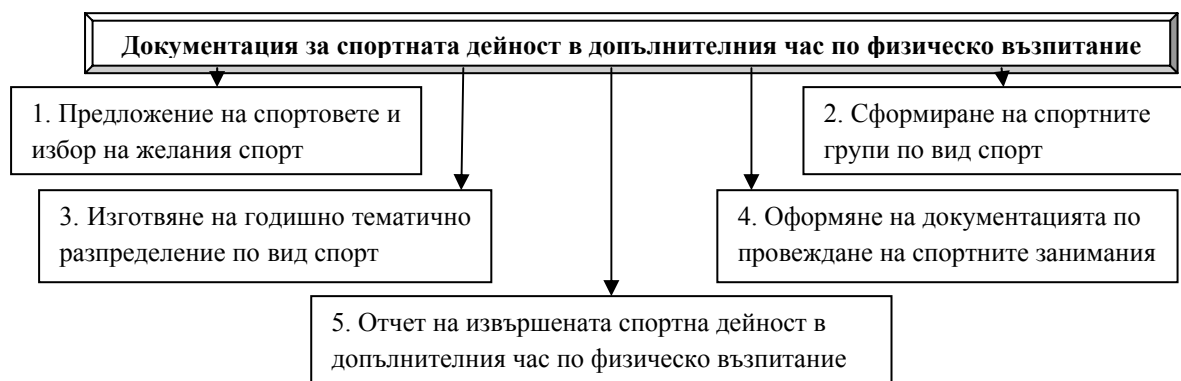 Документация за спортната дейност в допълнителния час по физическо възпитание
1. Предложение на спортовете и
избор на желания спорт
2. Сформиране на спортните
групи по вид спорт
3. Изготвяне на годишно тематично
разпределение по вид спорт
4. Оформяне на документацията по
провеждане на спортните занимания
5. Отчет на извършената спортна дейност в
допълнителния час по физическо възпитание